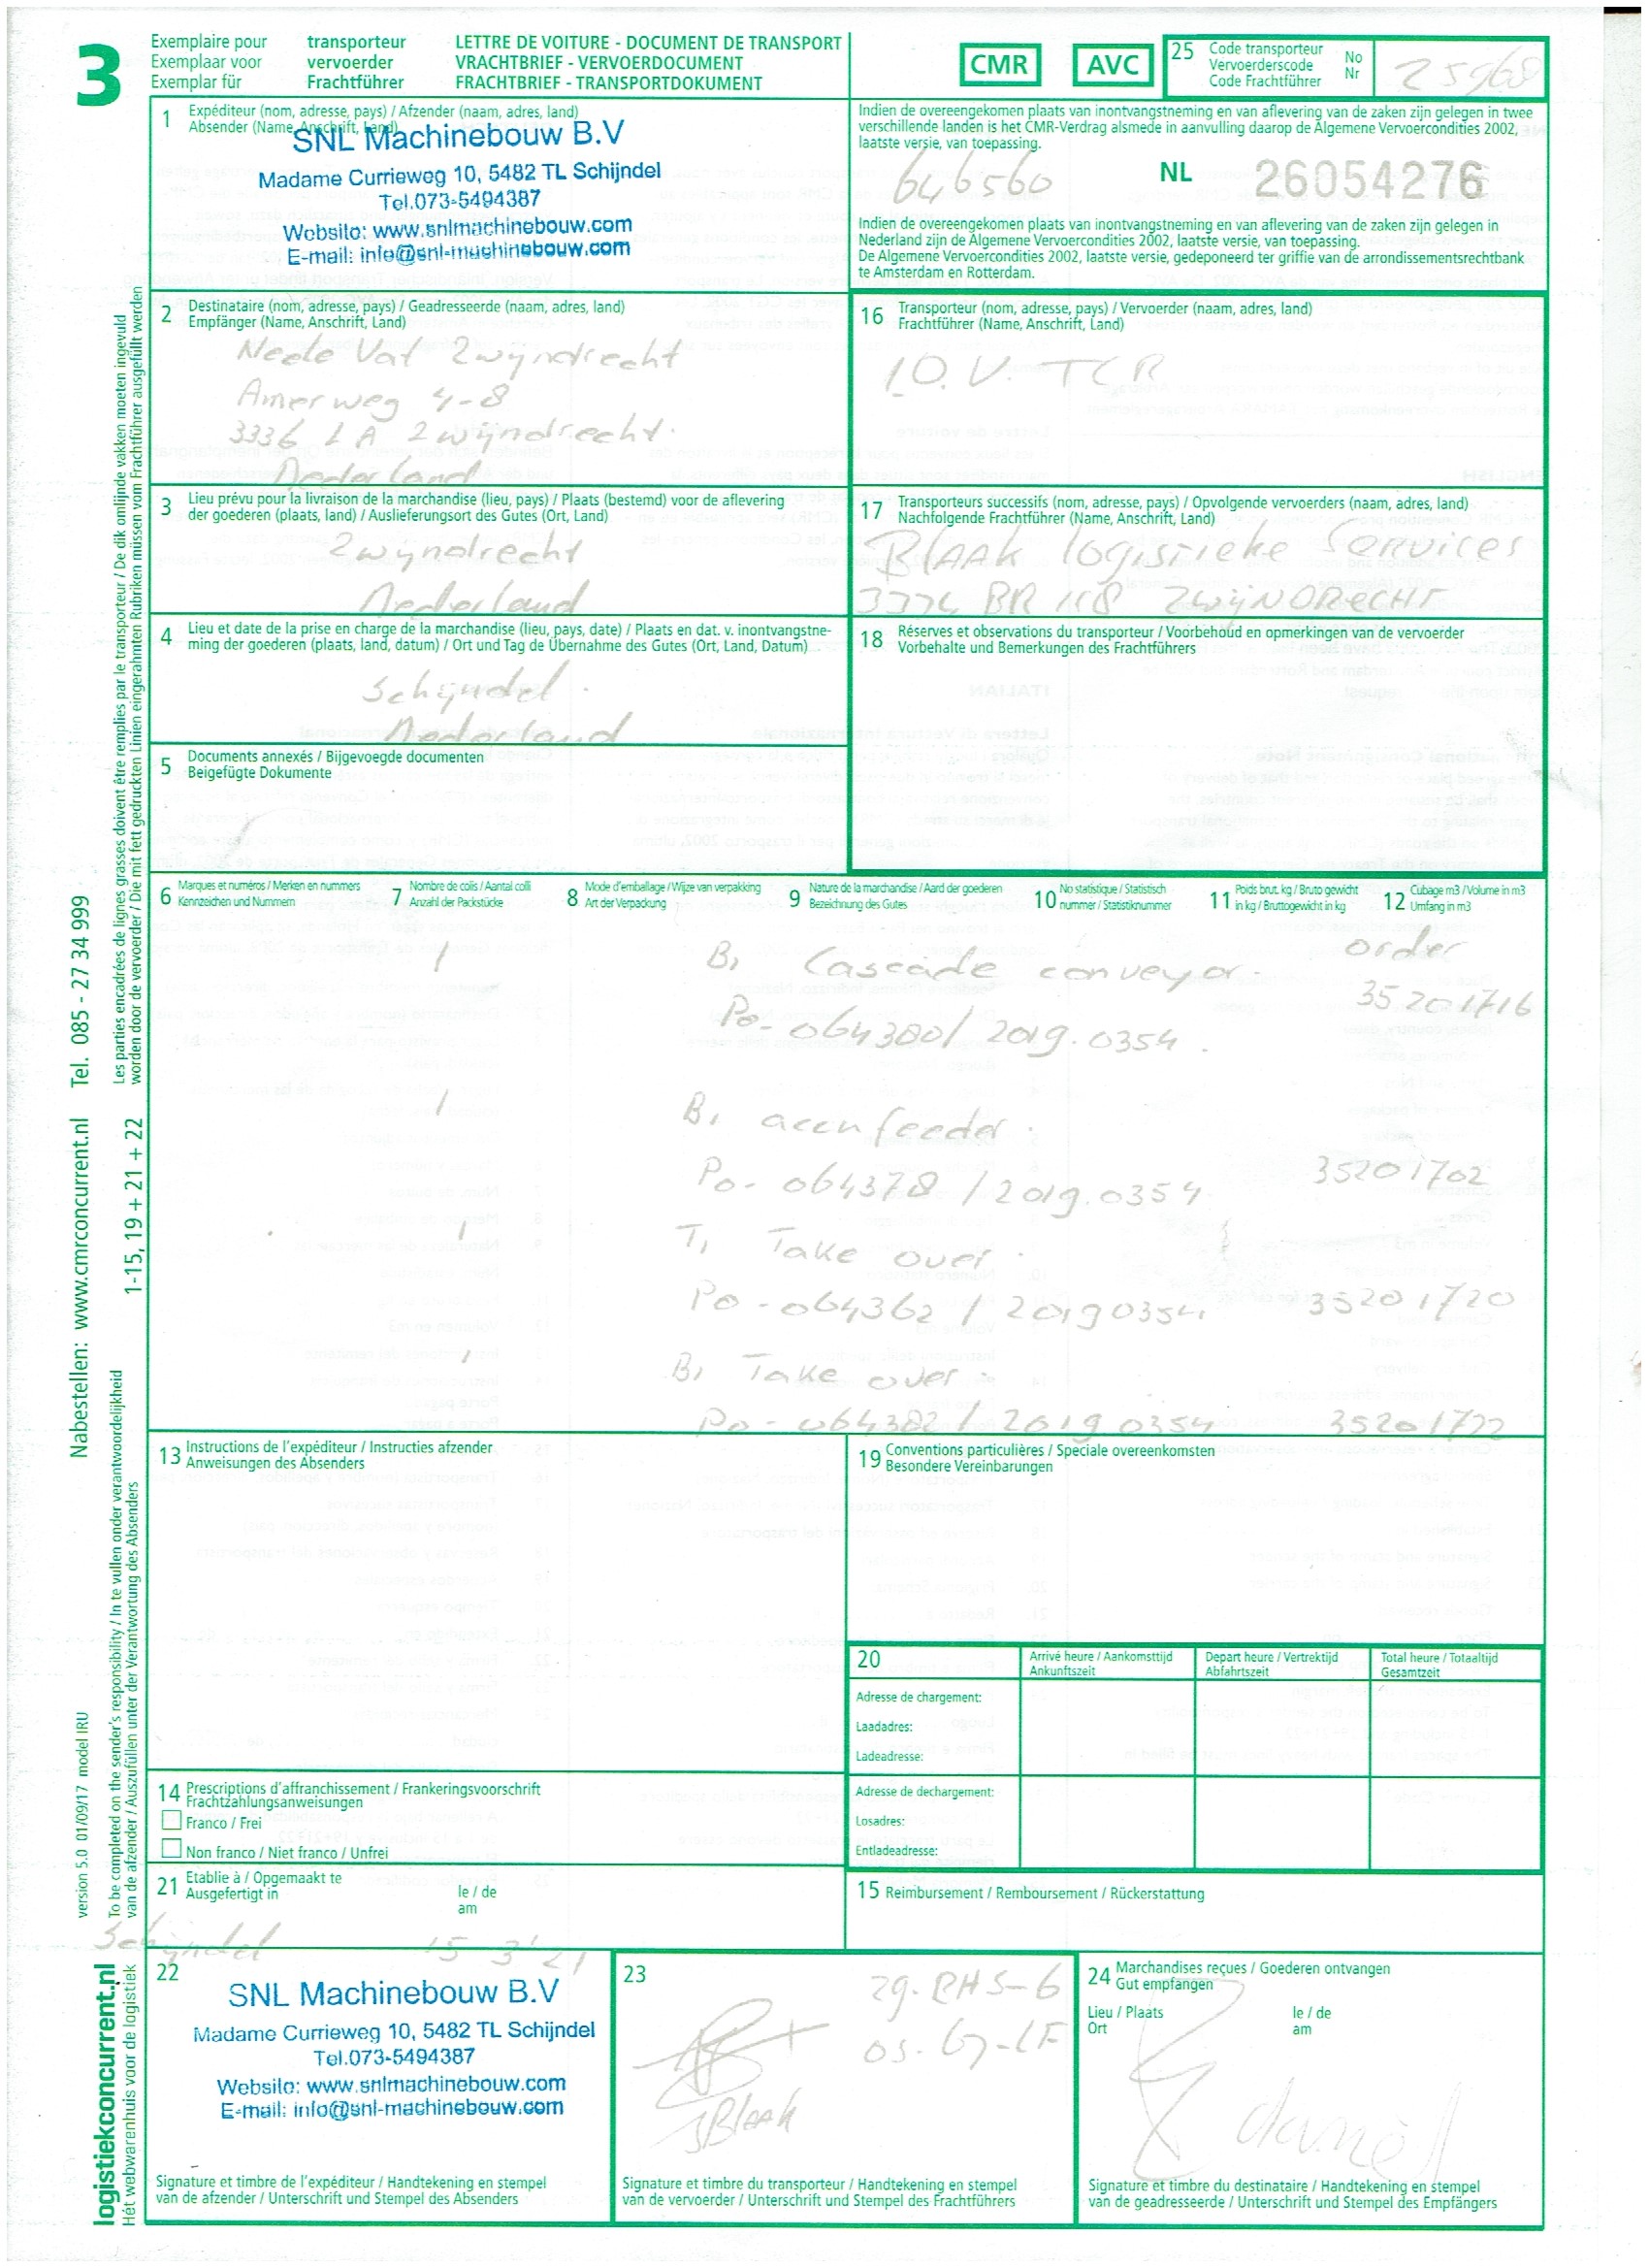 3
Exemplaire pour transporteur LETTRE DE VOITURE - DOCUMENT DE TRANSPORT
Exemplaar voor vervoerder VRACHTBRIEF - VERVOERDOCUMENT
Exemplar für Frachtführer FRACHTBRIEF - TRANSPORTDOKUMENT
CMR AVC
25 Code transporteur No
Vervoerderscode Nr
Code Frachtführer
25968
1 Expéditeur (nom, adresse, pays) / Afzender (naam, adres, land)
Absender (Name, Anschrift, Land)
SNL Machinebouw B.V
Madame Currieweg 10, 5482 TL Schijndel
Tel.073-5494387
Website: www.snlmachinebouw.com
E-mail: info@snl-machinebouw.com
Indien de overeengekomen plaats van inontvangstneming en van aflevering van de zaken zijn gelegen in twee
verschillende landen is het CMR-Verdrag alsmede in aanvulling daarop de Algemene Vervoercondities 2002,
laatste versie, van toepassing.
646560 NL 26054276
Indien de overeengekomen plaats van inontvangstneming en van aflevering van de zaken zijn gelegen in
Nederland zijn de Algemene Vervoercondities 2002, laatste versie, van toepassing.
De Algemene Vervoercondities 2002, laatste versie, gedeponeerd ter griffie van de arrondissementsrechtbank
te Amsterdam en Rotterdam.
2 Destinataire (nom, adresse, pays) / Geadresseerde (naam, adres, land)
Empfänger (Name, Anschrift, Land)
Nede Vat Zwyndrecht
Amerweg 4-8
3336 LA Zwijndrecht.
Nederland
16 Transporteur (nom, adresse, pays) / Vervoerder (naam, adres, land)
Frachtführer (Name, Anschrift, Land)
I.O.V. TCR
3 Lieu prévu pour la livraison de la marchandise (lieu, pays) / Plaats (bestemd) voor de aflevering
der goederen (plaats, land) / Auslieferungsort des Gutes (Ort, Land)
Zwyndrecht
Nederland
17 Transporteurs successifs (nom, adresse, pays) / Opvolgende vervoerders (naam, adres, land)
Nachfolgende Frachtführer (Name, Anschrift, Land)
Blaak logistieke Services
3334 BR 118 Zwijndrecht
4 Lieu et date de la prise en charge de la marchandise (lieu, pays, date) / Plaats en dat. v. inontvangstne-
ming der goederen (plaats, land, datum) / Ort und Tag de Übernahme des Gutes (Ort, Land, Datum)
Schijndel
Nederland
18 Réserves et observations du transporteur / Voorbehoud en opmerkingen van de vervoerder
Vorbehalte und Bemerkungen des Frachtführers
5 Documents annexés / Bijgevoegde documenten
Beigefügte Dokumente
6 Marques et numéros / Merken en nummers
Kennzeichen und Nummern
7 Nombre de colis / Aantal colli
Anzahl der Packstücke
8 Mode d'emballage / Wijze van verpakking
Art der Verpackung
9 Nature de la marchandise / Aard der goederen
Bezeichnung des Gutes
10 No statistique / Statistisch
nummer / Statistiknummer
11 Poids brut. kg / Bruto gewicht
in kg / Bruttogewicht in kg
12 Cubage m3 / Volume in m3
Umfang in m3
1 B1 Cascade conveyor. order
Po-064380/2019.0354. 35201716
1 B1 accufeeder.
Po-064378/2019.0354. 35201702
1 T1 Take over.
Po-064362/20190354. 35201720
1 B1 Take over.
Po-064382/20190354 35201722
13 Instructions de l'expéditeur / Instructies afzender
Anweisungen des Absenders
19 Conventions particulières / Speciale overeenkomsten
Besondere Vereinbarungen
20 Arrivé heure / Aankomsttijd Depart heure / Vertrektijd Total heure / Totaaltijd
Ankunftszeit Abfahrtszeit Gesamtzeit
Adresse de chargement:
Laadadres:
Ladeadresse:
Adresse de dechargement:
Losadres:
Entladeadresse:
14 Prescriptions d'affranchissement / Frankeringsvoorschrift
Frachtzahlungsanweisungen
Franco / Frei
Non franco / Niet franco / Unfrei
21 Etablie à / Opgemaakt te le / de
Ausgefertigt in am
Schijndel 15-3-'21
15 Reimbursement / Remboursement / Rückerstattung
22
SNL Machinebouw B.V
Madame Currieweg 10, 5482 TL Schijndel
Tel.073-5494387
Website: www.snlmachinebouw.com
E-mail: info@snl-machinebouw.com
Signature et timbre de l'expéditeur / Handtekening en stempel
van de afzender / Unterschrift und Stempel des Absenders
23
29-RHS-6
OS-67-LF
JBlaak
Signature et timbre du transporteur / Handtekening en stempel
van de vervoerder / Unterschrift und Stempel des Frachtführers
24 Marchandises reçues / Goederen ontvangen
Gut empfangen
Lieu / Plaats le / de
Ort am
daniël
Signature et timbre du destinataire / Handtekening en stempel
van de geadresseerde / Unterschrift und Stempel des Empfängers
Les parties encadrées de lignes grasses doivent être remplies par le transporteur / De dik omlijnde vakken moeten ingevuld
worden door de vervoerder / Die mit fett gedruckten Linien eingerahmten Rubriken müssen vom Frachtführer ausgefüllt werden
Nabestellen: www.cmrconcurrent.nl Tel. 085 - 27 34 999
1-15, 19 + 21 + 22
To be completed on the sender's responsibility / In te vullen onder verantwoordelijkheid
van de afzender / Auszufüllen unter der Verantwortung des Absenders
version 5.0 01/09/17 model IRU
logistiekconcurrent.nl
Hét webwarenhuis voor de logistiek